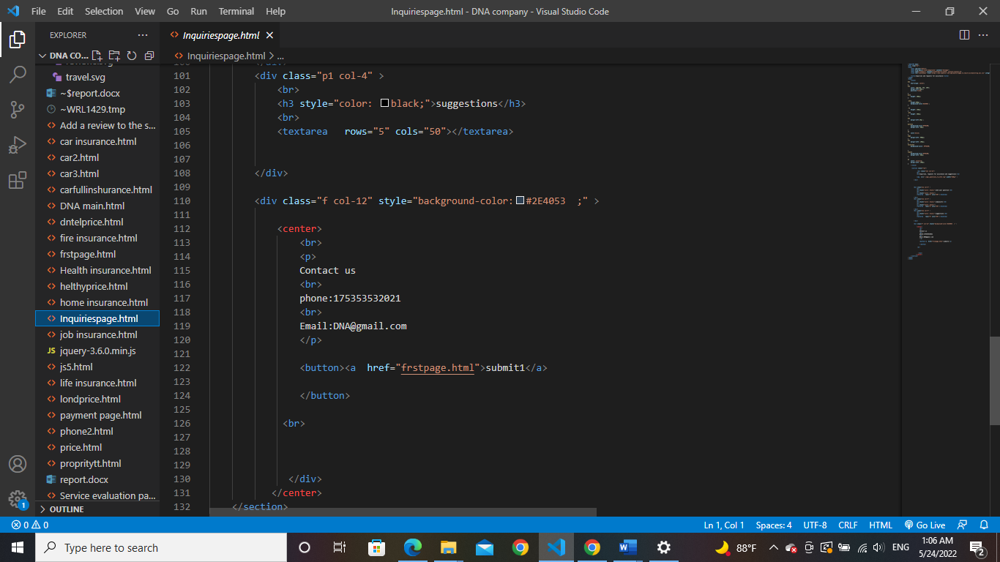 File Edit Selection View Go Run Terminal Help
Inquiriespage.html - DNA company - Visual Studio Code
EXPLORER
DNA CO...
travel.svg
~$report.docx
~WRL1429.tmp
Add a review to the s...
car insurance.html
car2.html
car3.html
carfullinshurance.html
DNA main.html
dntelprice.html
fire insurance.html
frstpage.html
Health insurance.html
helthyprice.html
home insurance.html
Inquiriespage.html
job insurance.html
JS jquery-3.6.0.min.js
js5.html
life insurance.html
londprice.html
payment page.html
phone2.html
price.html
propritytt.html
report.docx
Service evaluation pa...
OUTLINE
Inquiriespage.html
Inquiriespage.html > ...
101 <div class="p1 col-4" >
102 <br>
103 <h3 style="color: black;">suggestions</h3>
104 <br>
105 <textarea   rows="5" cols="50"></textarea>
106
107
108 </div>
109
110 <div class="f col-12" style="background-color:#2E4053  ;" >
111
112 <center>
113 <br>
114 <p>
115 Contact us
116 <br>
117 phone:175353532021
118 <br>
119 Email:DNA@gmail.com
120 </p>
121
122 <button><a  href="frstpage.html">submit1</a>
123
124 </button>
125
126 <br>
127
128
129
130 </div>
131 </center>
132 </section>
1
0 0
Ln 1, Col 1 Spaces: 4 UTF-8 CRLF HTML Go Live
Type here to search
88°F
ENG
1:06 AM
5/24/2022
2